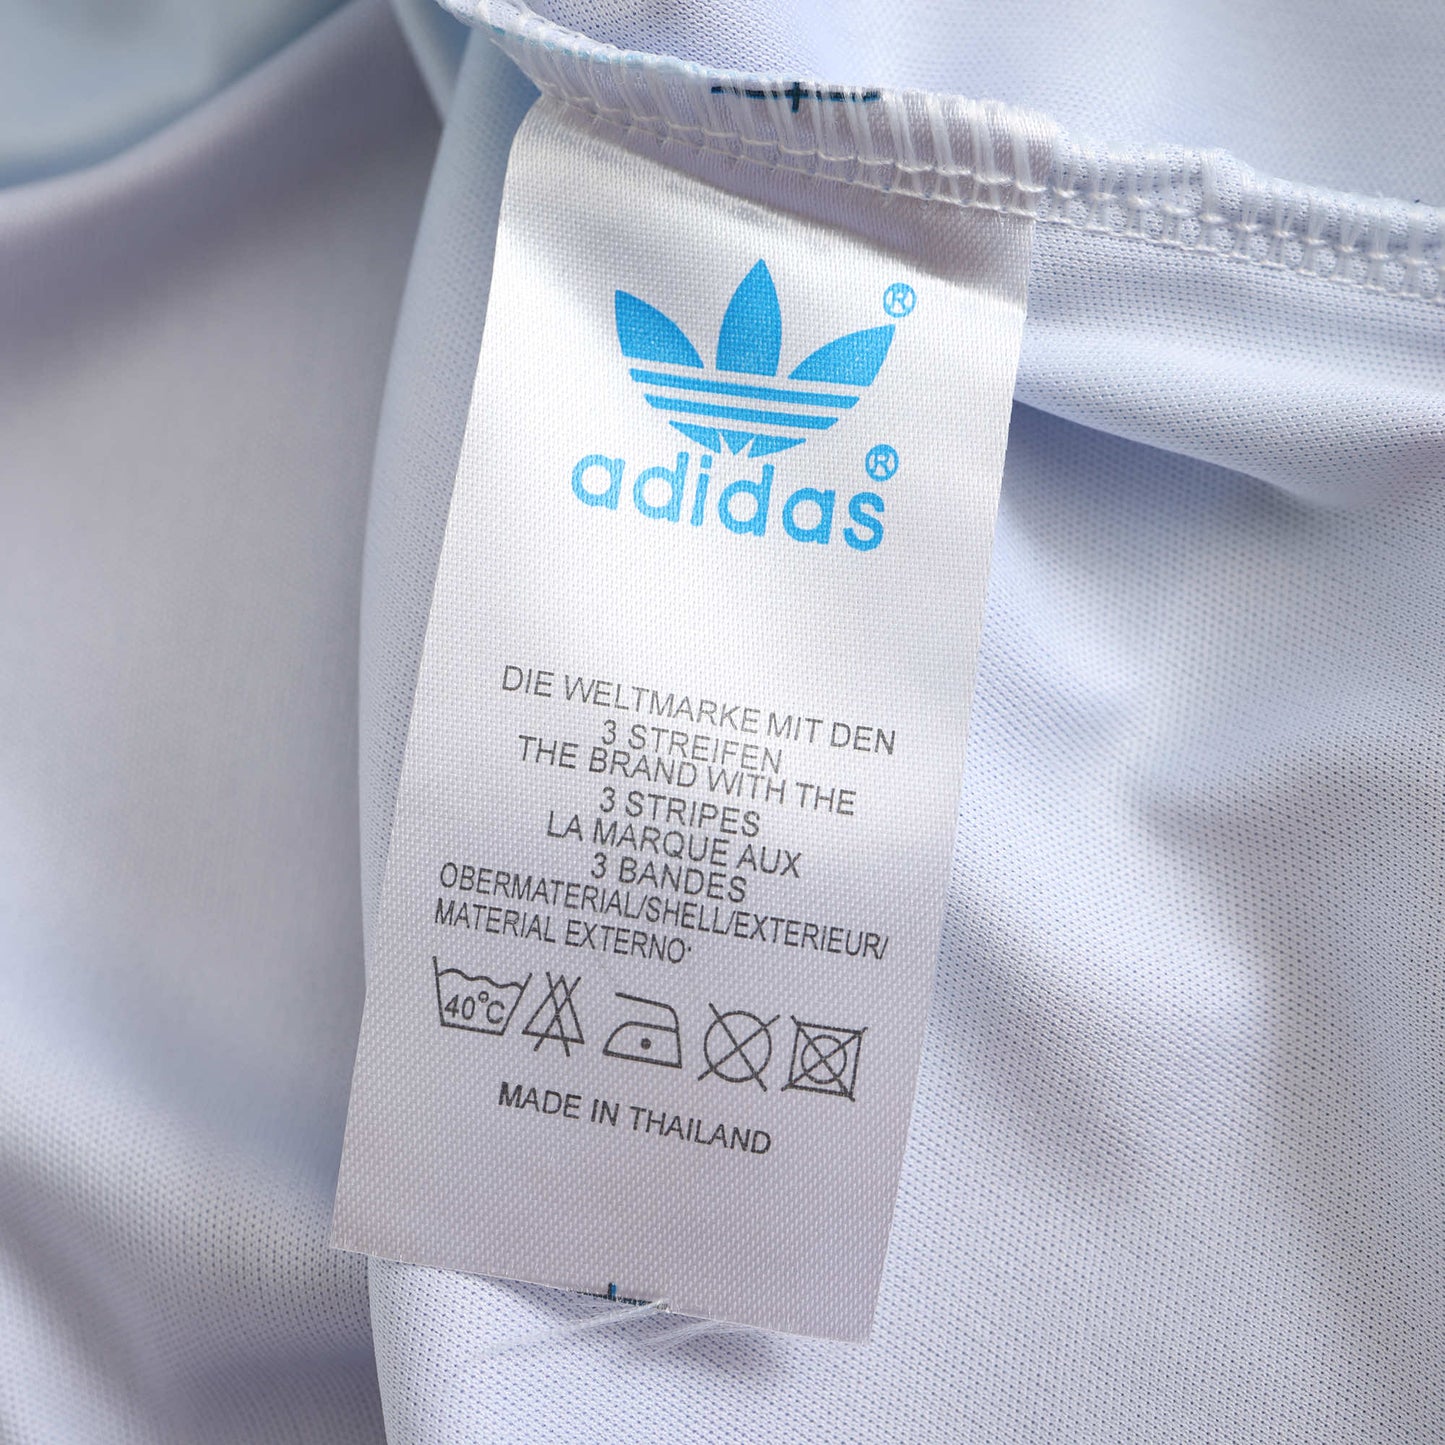 ®
adidas®
DIE WELTMARKE MIT DEN
3 STREIFEN
THE BRAND WITH THE
3 STRIPES
LA MARQUE AUX
3 BANDES
OBERMATERIAL/SHELL/EXTERIEUR/
MATERIAL EXTERNO·
40°C
MADE IN THAILAND